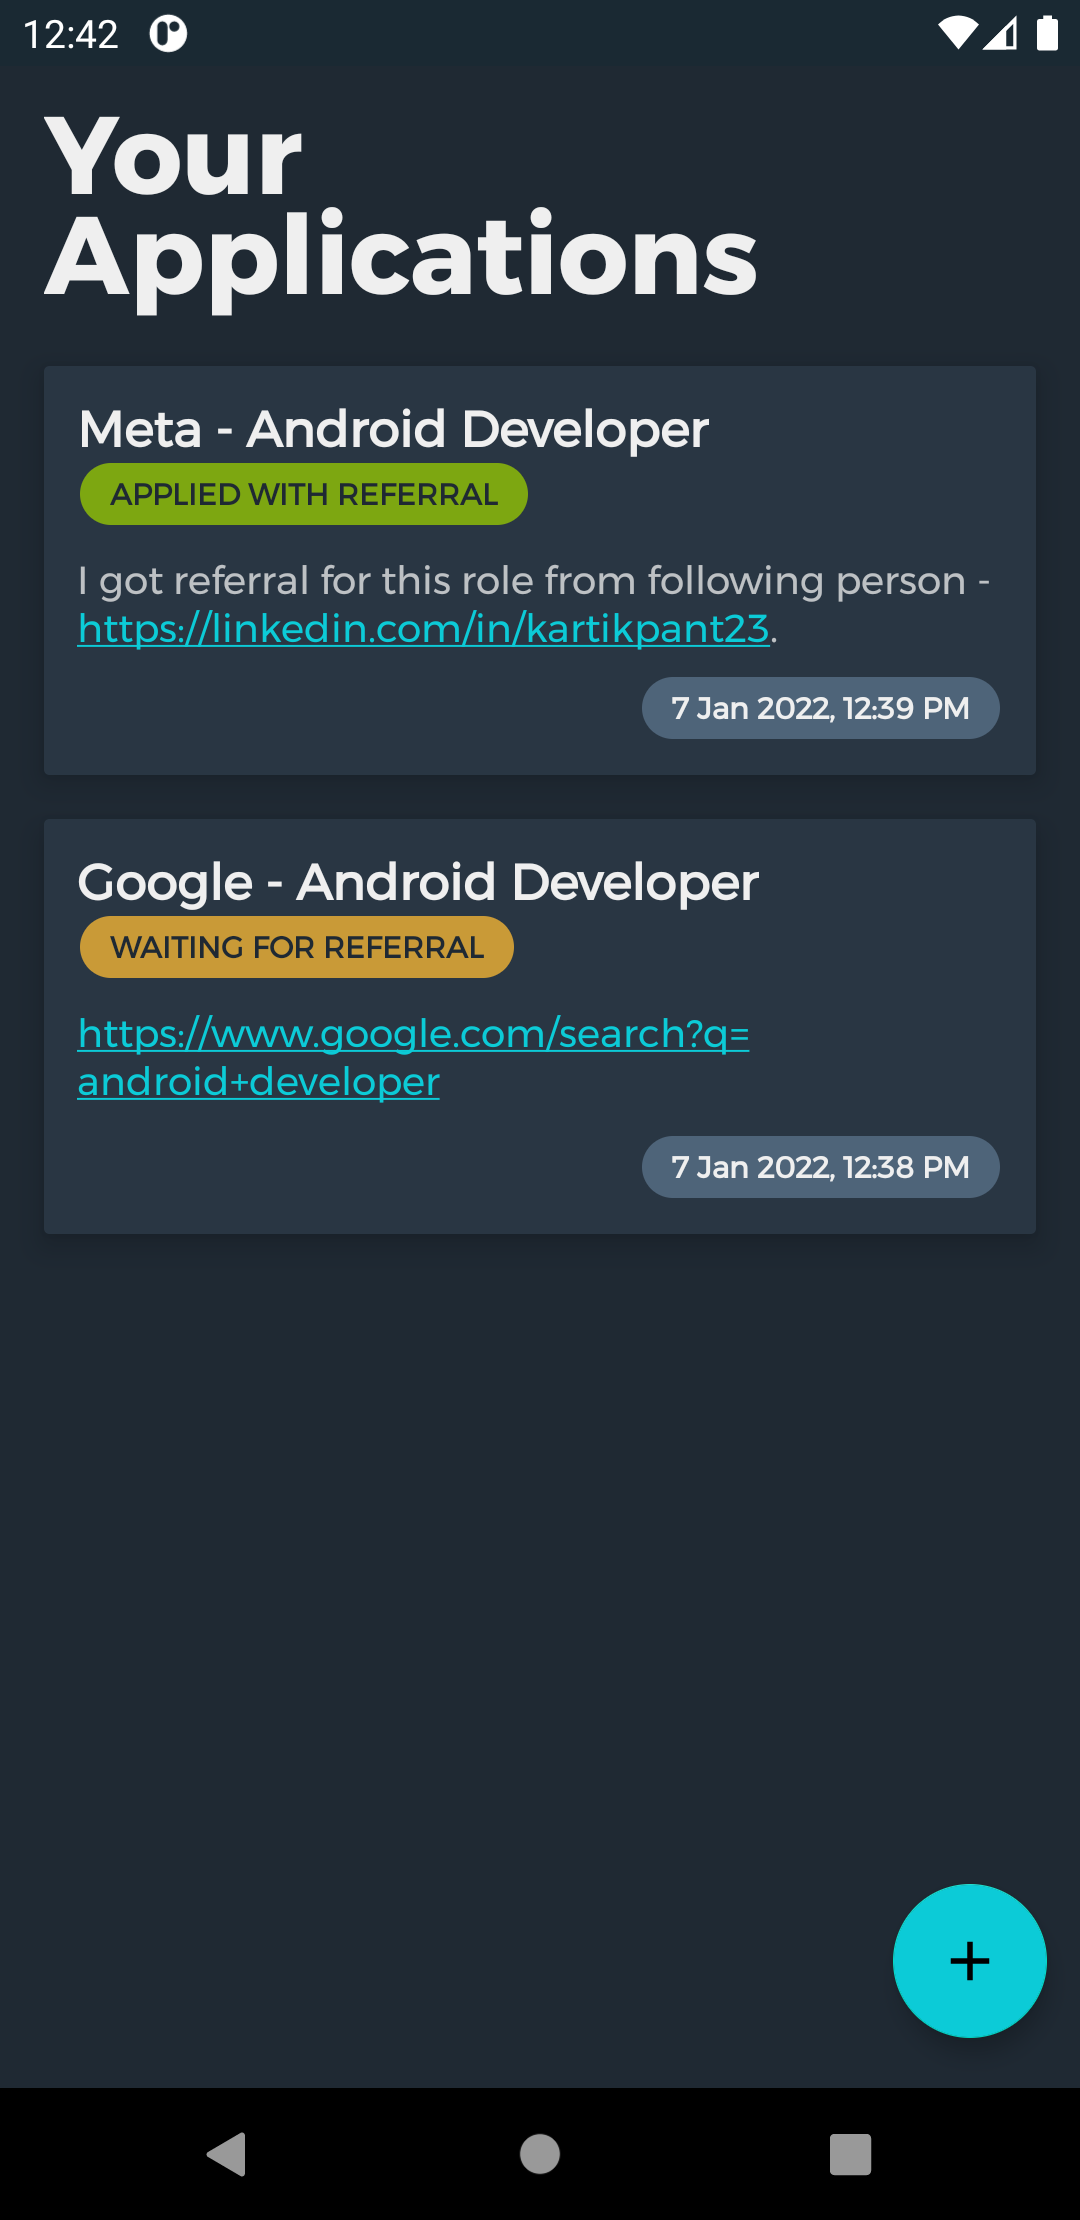 12:42
Your
Applications
Meta - Android Developer
APPLIED WITH REFERRAL
I got referral for this role from following person -
https://linkedin.com/in/kartikpant23.
7 Jan 2022, 12:39 PM
Google - Android Developer
WAITING FOR REFERRAL
https://www.google.com/search?q=
android+developer
7 Jan 2022, 12:38 PM